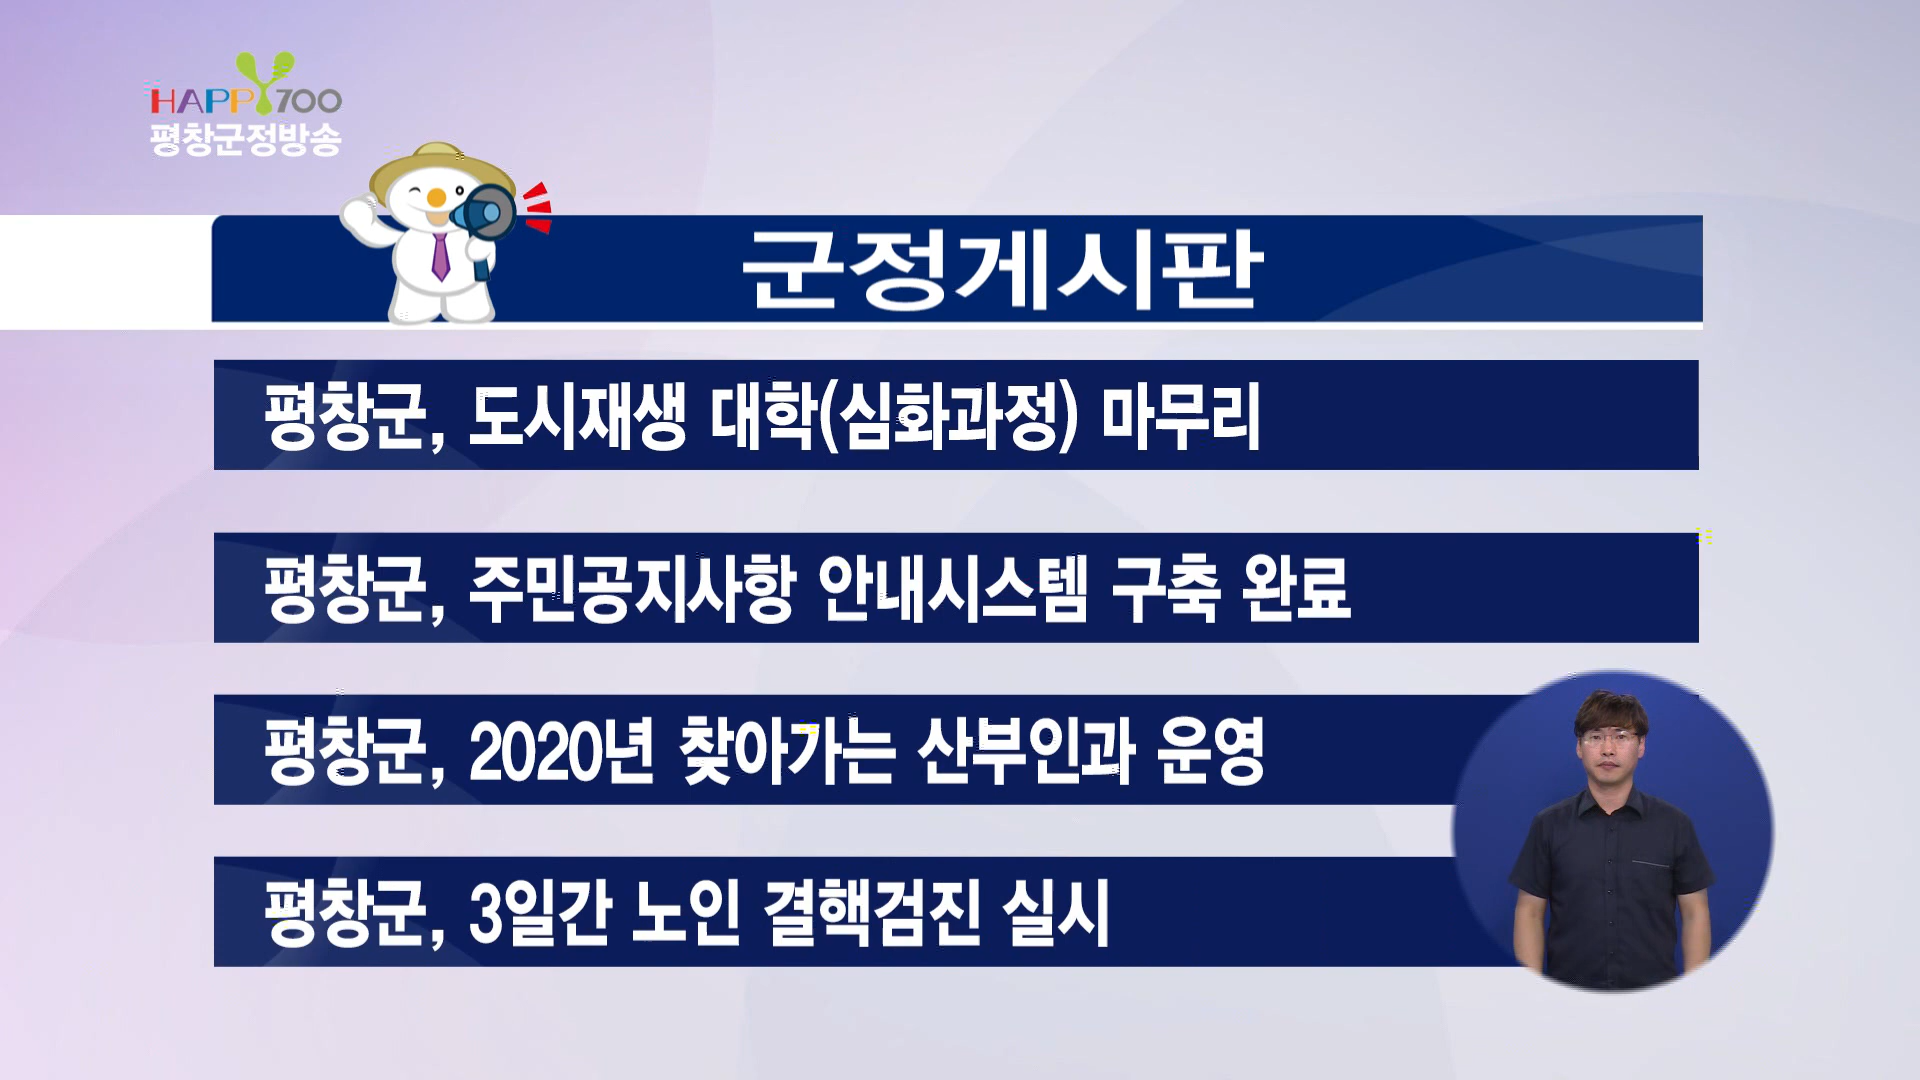 HAPPY700
평창군정방송
군정게시판
평창군, 도시재생 대학(심화과정) 마무리
평창군, 주민공지사항 안내시스템 구축 완료
평창군, 2020년 찾아가는 산부인과 운영
평창군, 3일간 노인 결핵검진 실시